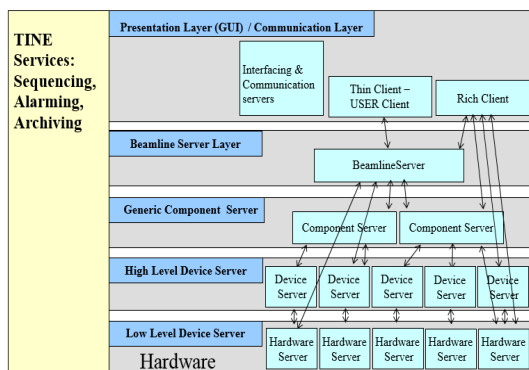 TINE
Services:
Sequencing,
Alarming,
Archiving
Presentation Layer (GUI) / Communication Layer
Interfacing &
Communication
servers
Thin Client –
USER Client
Rich Client
Beamline Server Layer
BeamlineServer
Generic Component Server
Component Server
Component Server
High Level Device Server
Device
Server
Device
Server
Device
Server
Device
Server
Device
Server
Low Level Device Server
Hardware
Hardware
Server
Hardware
Server
Hardware
Server
Hardware
Server
Hardware
Server